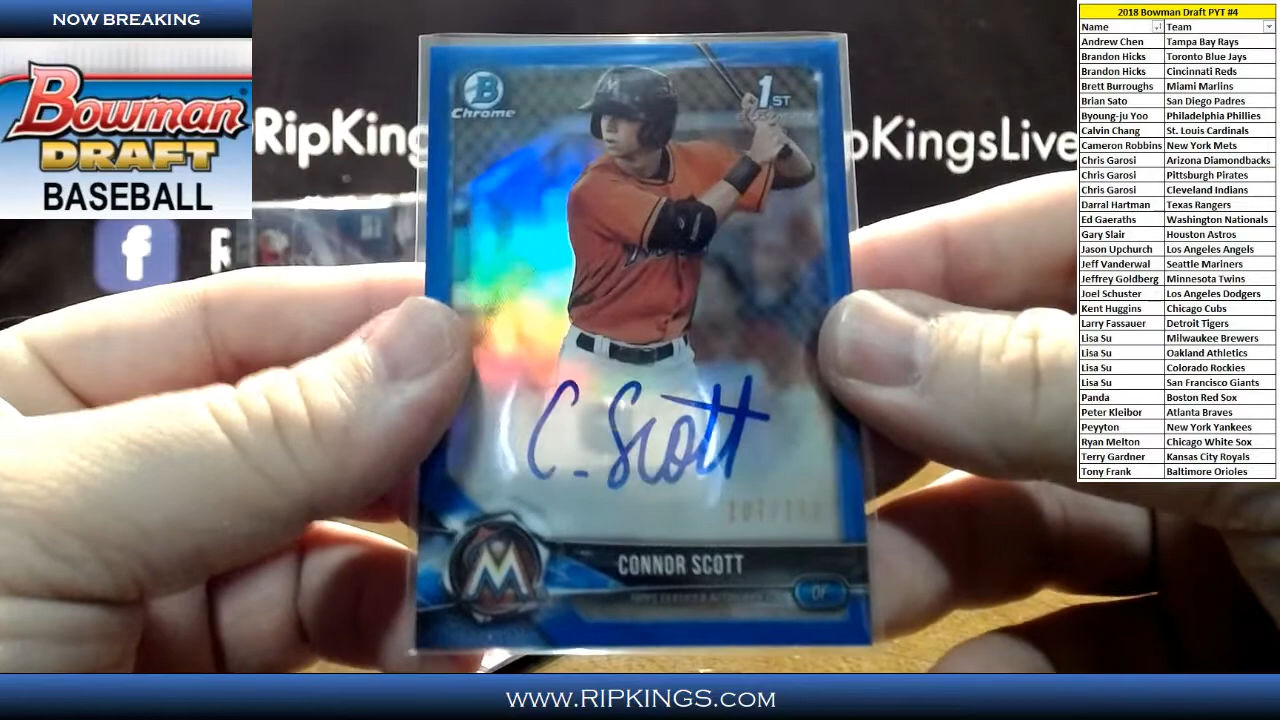 NOW BREAKING
Bowman
DRAFT
BASEBALL
RipKing
pKingsLive
f
R
B
Chrome
1ST
M
C. Scott
CONNOR SCOTT
OF
WWW.RIPKINGS.COM
2018 Bowman Draft PYT #4
Name Team
Andrew Chen Tampa Bay Rays
Brandon Hicks Toronto Blue Jays
Brandon Hicks Cincinnati Reds
Brett Burroughs Miami Marlins
Brian Sato San Diego Padres
Byoung-ju Yoo Philadelphia Phillies
Calvin Chang St. Louis Cardinals
Cameron Robbins New York Mets
Chris Garosi Arizona Diamondbacks
Chris Garosi Pittsburgh Pirates
Chris Garosi Cleveland Indians
Darral Hartman Texas Rangers
Ed Gaeraths Washington Nationals
Gary Slair Houston Astros
Jason Upchurch Los Angeles Angels
Jeff Vanderwal Seattle Mariners
Jeffrey Goldberg Minnesota Twins
Joel Schuster Los Angeles Dodgers
Kent Huggins Chicago Cubs
Larry Fassauer Detroit Tigers
Lisa Su Milwaukee Brewers
Lisa Su Oakland Athletics
Lisa Su Colorado Rockies
Lisa Su San Francisco Giants
Panda Boston Red Sox
Peter Kleibor Atlanta Braves
Peyyton New York Yankees
Ryan Melton Chicago White Sox
Terry Gardner Kansas City Royals
Tony Frank Baltimore Orioles